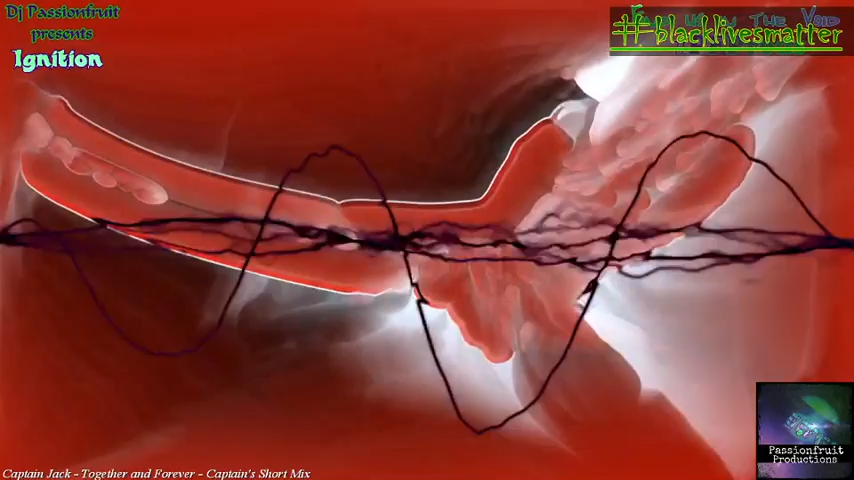 Dj Passionfruit
presents
Ignition
#blacklivesmatter
Passionfruit
Productions
Captain Jack - Together and Forever - Captain's Short Mix